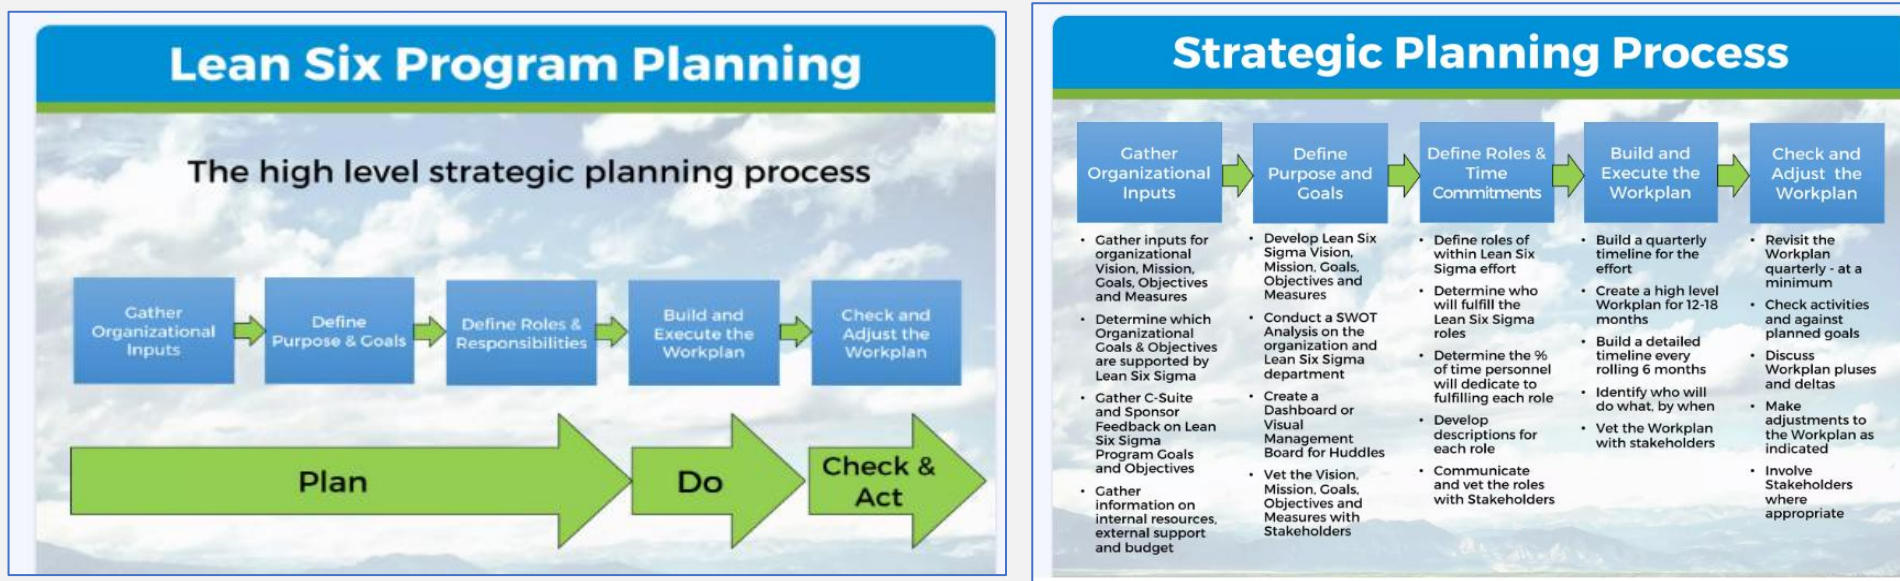 Lean Six Program Planning
The high level strategic planning process
Gather
Organizational
Inputs
Define
Purpose & Goals
Define Roles &
Responsibilities
Build and
Execute the
Workplan
Check and
Adjust the
Workplan
Plan
Do
Check &
Act
Strategic Planning Process
Gather
Organizational
Inputs
Define
Purpose and
Goals
Define Roles &
Time
Commitments
Build and
Execute the
Workplan
Check and
Adjust the
Workplan
• Gather inputs for
organizational
Vision, Mission,
Goals, Objectives
and Measures
• Determine which
Organizational
Goals & Objectives
are supported by
Lean Six Sigma
• Gather C-Suite
and Sponsor
Feedback on Lean
Six Sigma
Program Goals
and Objectives
• Gather
information on
internal resources,
external support
and budget
• Develop Lean Six
Sigma Vision,
Mission, Goals,
Objectives and
Measures
• Conduct a SWOT
Analysis on the
organization and
Lean Six Sigma
department
• Create a
Dashboard or
Visual
Management
Board for Huddles
• Vet the Vision,
Mission, Goals,
Objectives and
Measures with
Stakeholders
• Define roles of
within Lean Six
Sigma effort
• Determine who
will fulfill the
Lean Six Sigma
roles
• Determine the %
of time personnel
will dedicate to
fulfilling each role
• Develop
descriptions for
each role
• Communicate
and vet the roles
with Stakeholders
• Build a quarterly
timeline for the
effort
• Create a high level
Workplan for 12-18
months
• Build a detailed
timeline every
rolling 6 months
• Identify who will
do what, by when
• Vet the Workplan
with stakeholders
• Revisit the
Workplan
quarterly - at a
minimum
• Check activities
and against
planned goals
• Discuss
Workplan pluses
and deltas
• Make
adjustments to
the Workplan as
indicated
• Involve
Stakeholders
where
appropriate